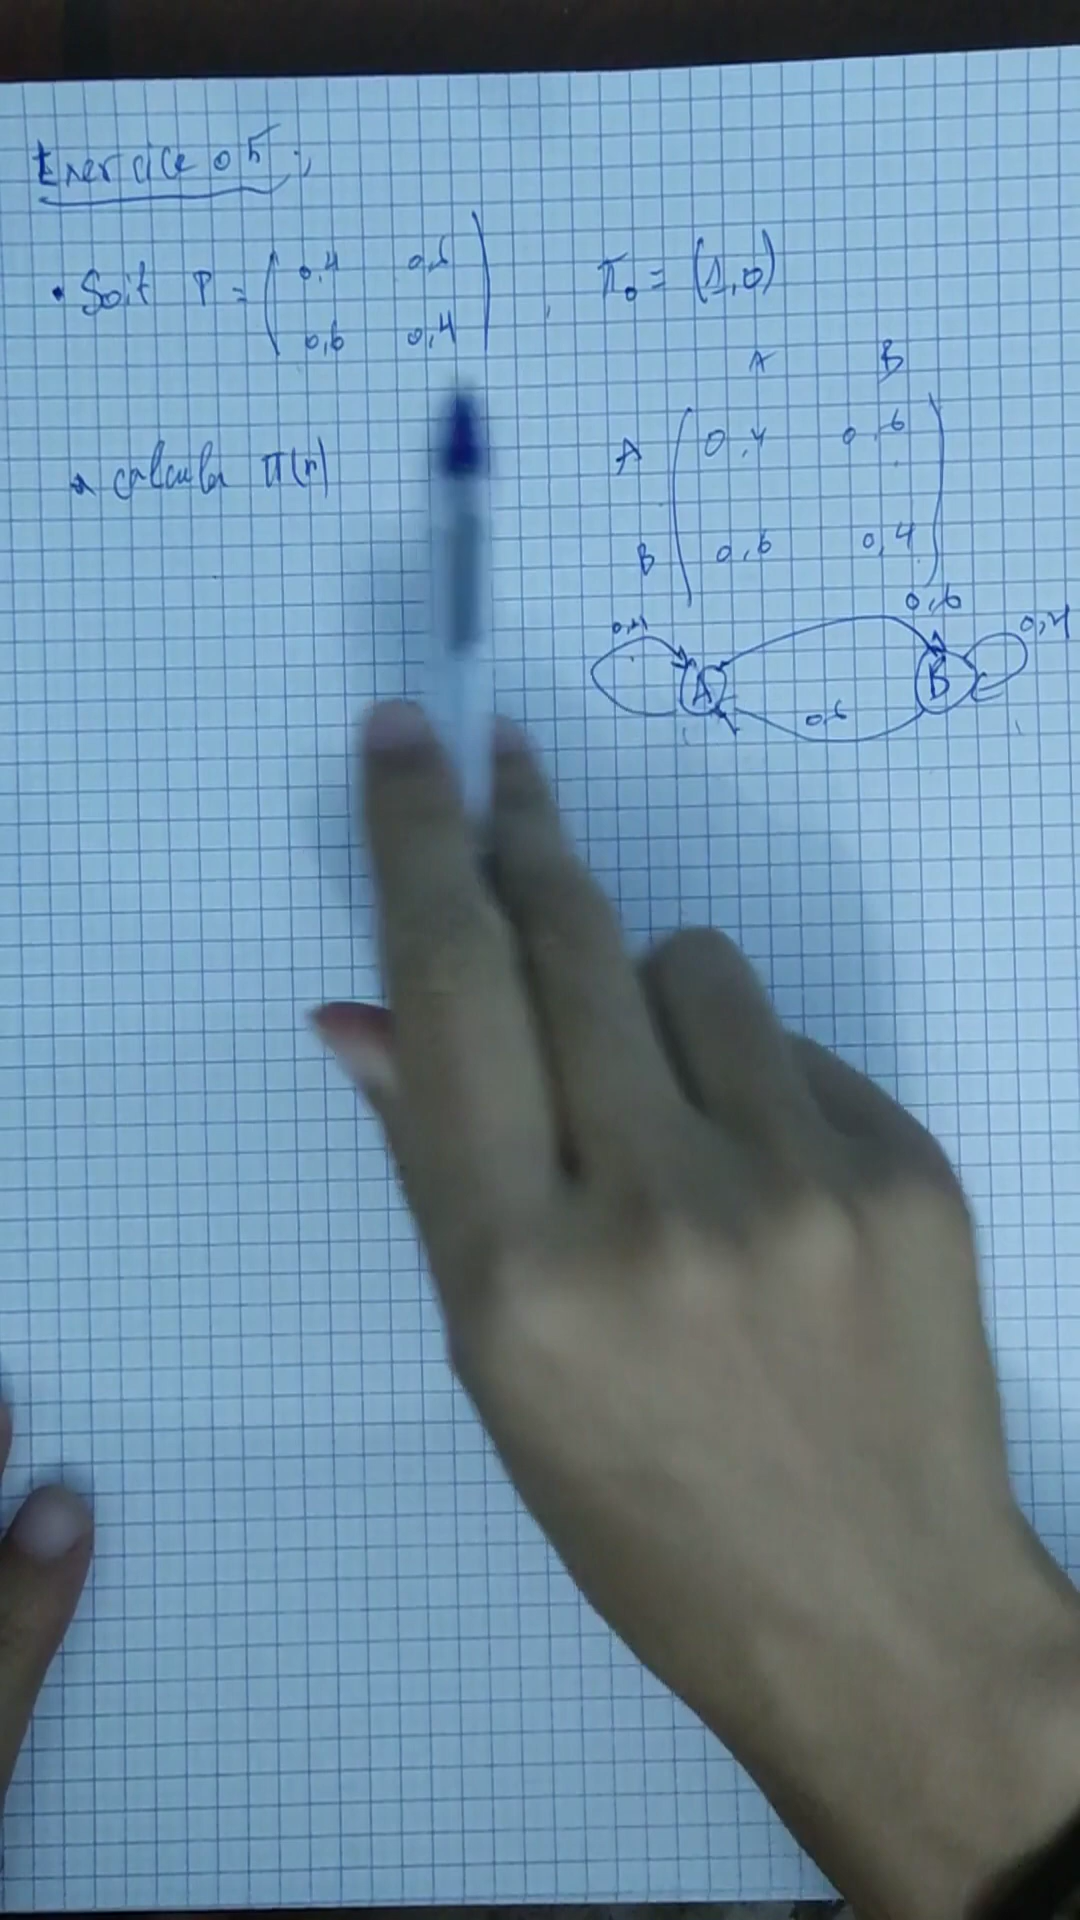 Exercice 05 :
• Soit P = ( 0,4 0,6 , π₀ = (1,0)
0,6 0,4 )
calculer π(n)
A B
A ( 0,4 0,6
B 0,6 0,4 )
0,6
0,4 0,4
A B
0,6